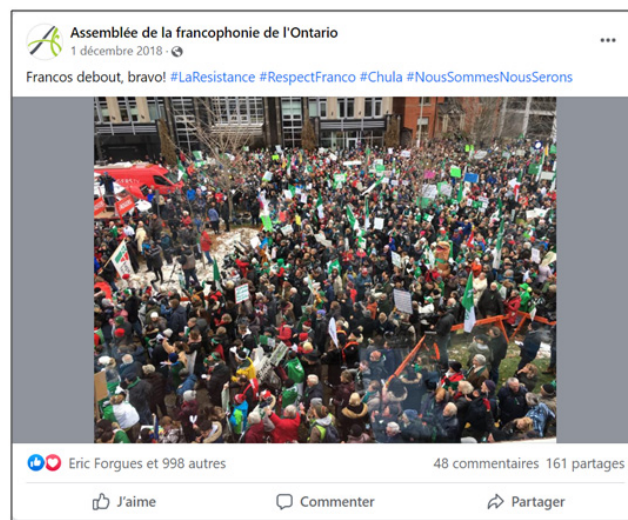 Assemblée de la francophonie de l'Ontario
1 décembre 2018 ·
Francos debout, bravo! #LaResistance #RespectFranco #Chula #NousSommesNousSerons
Eric Forgues et 998 autres 48 commentaires 161 partages
J'aime Commenter Partager